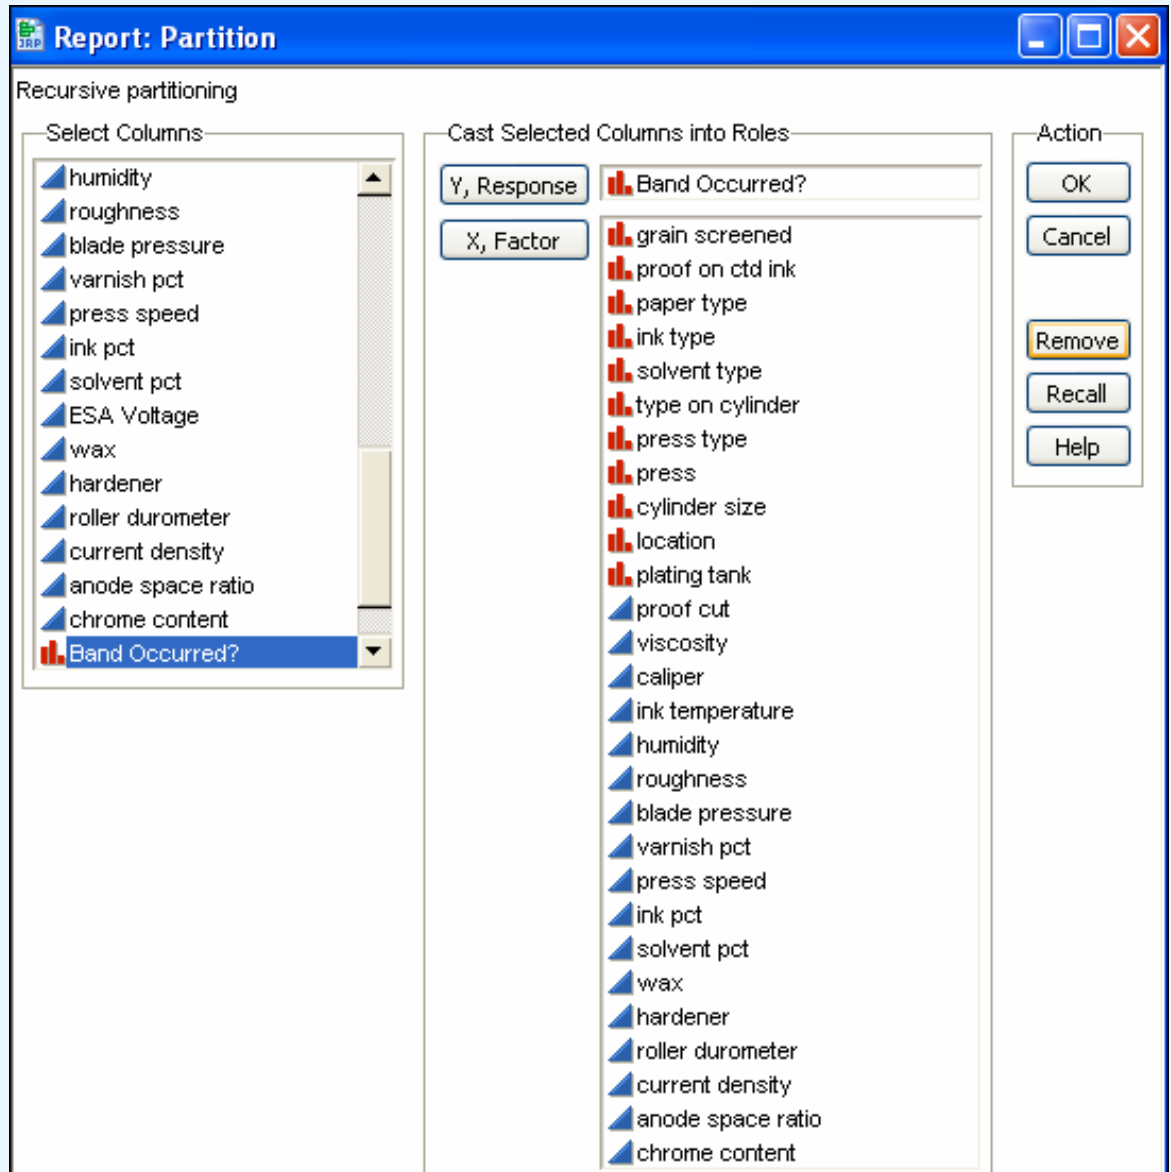 Report: Partition
Recursive partitioning
Select Columns
humidity
roughness
blade pressure
varnish pct
press speed
ink pct
solvent pct
ESA Voltage
wax
hardener
roller durometer
current density
anode space ratio
chrome content
Band Occurred?
Cast Selected Columns into Roles
Y, Response
Band Occurred?
X, Factor
grain screened
proof on ctd ink
paper type
ink type
solvent type
type on cylinder
press type
press
cylinder size
location
plating tank
proof cut
viscosity
caliper
ink temperature
humidity
roughness
blade pressure
varnish pct
press speed
ink pct
solvent pct
wax
hardener
roller durometer
current density
anode space ratio
chrome content
Action
OK
Cancel
Remove
Recall
Help